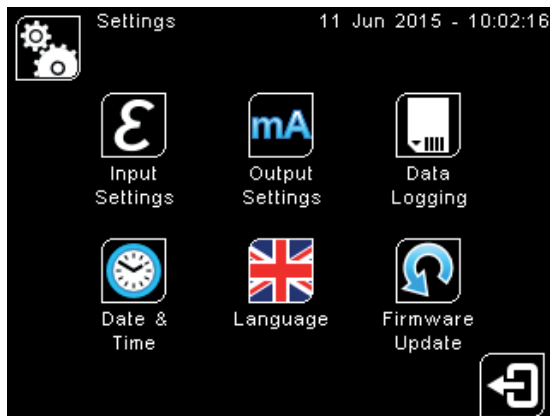 Settings 11 Jun 2015 - 10:02:16
ε mA
Input Output Data
Settings Settings Logging
Date & Language Firmware
Time Update